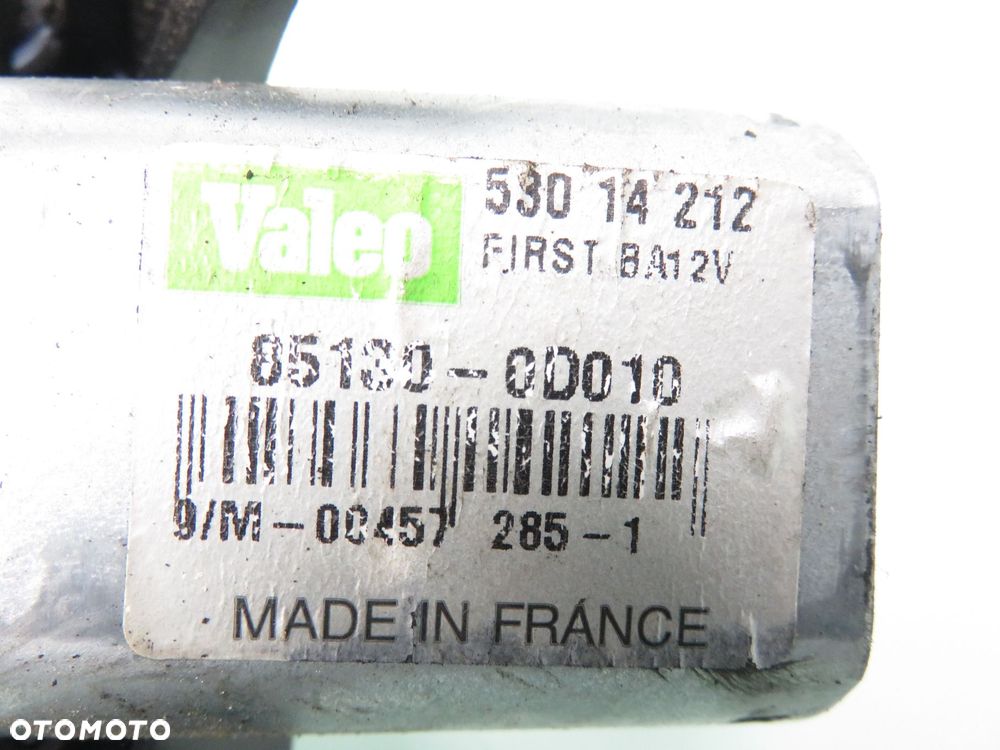 Valeo
530 14 212
FIRST BA12V
85130-0D010
9/M-00457 285-1
MADE IN FRANCE
OTOMOTO